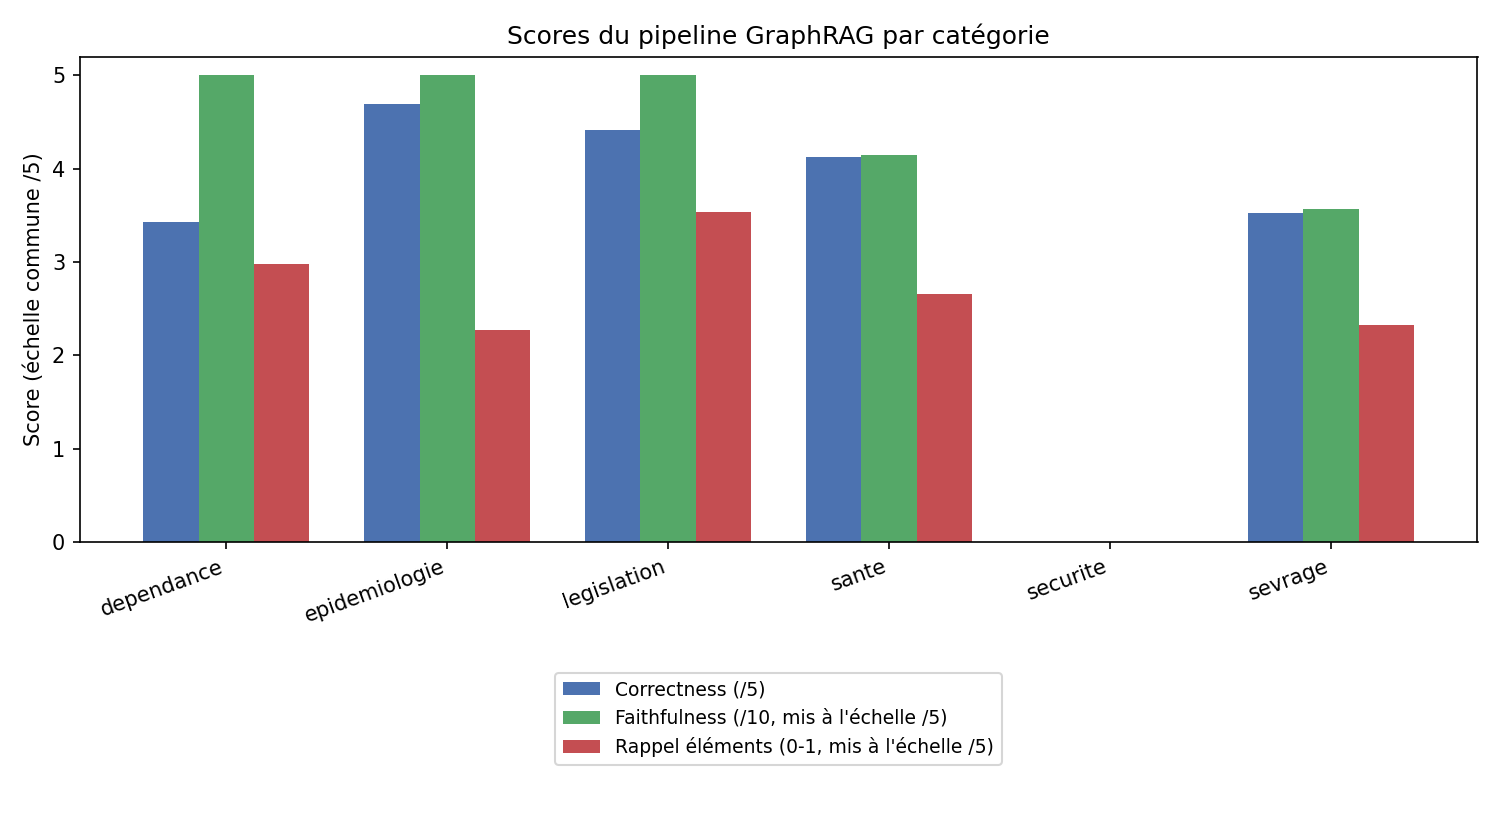 Scores du pipeline GraphRAG par catégorie
Score (échelle commune /5)
5
4
3
2
1
0
dependance
epidemiologie
legislation
sante
securite
sevrage
Correctness (/5)
Faithfulness (/10, mis à l'échelle /5)
Rappel éléments (0-1, mis à l'échelle /5)